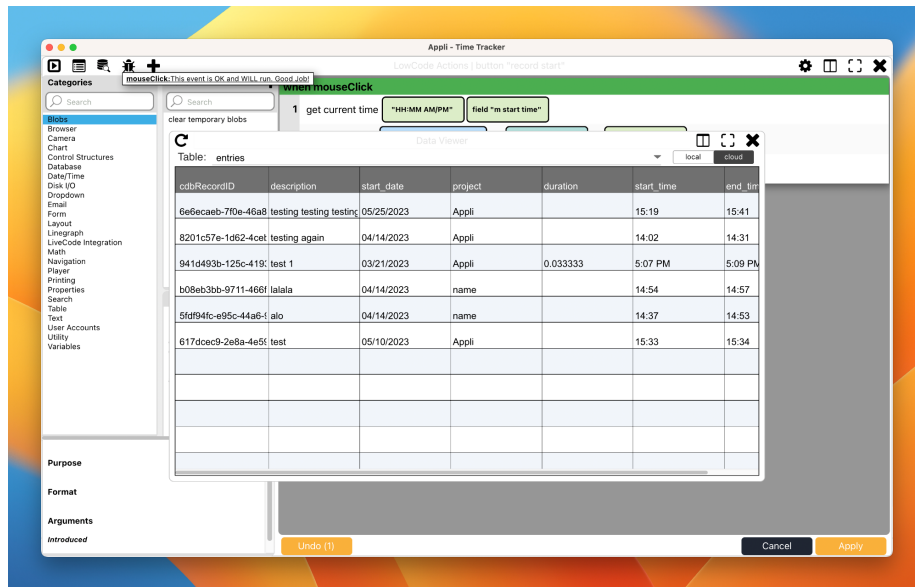 Appli - Time Tracker
LowCode Actions | button "record start"
mouseClick:This event is OK and WILL run. Good Job!
Categories
when mouseClick
Search
Search
1 get current time "HH:MM AM/PM" field "m start time"
Blobs
Browser
Camera
Chart
Control Structures
Database
Date/Time
Disk I/O
Dropdown
Email
Form
Layout
Linegraph
LiveCode Integration
Math
Navigation
Player
Printing
Properties
Search
Table
Text
User Accounts
Utility
Variables
clear temporary blobs
Data Viewer
Table: entries
local cloud
cdbRecordID description start_date project duration start_time end_tim
6e6ecaeb-7f0e-46a8 testing testing testing 05/25/2023 Appli 15:19 15:41
8201c57e-1d62-4ceb testing again 04/14/2023 Appli 14:02 14:31
941d493b-125c-419 test 1 03/21/2023 Appli 0.033333 5:07 PM 5:09 PM
b08eb3bb-9711-466f lalala 04/14/2023 name 14:54 14:57
5fdf94fc-e95c-44a6- alo 04/14/2023 name 14:37 14:53
617dcec9-2e8a-4e59 test 05/10/2023 Appli 15:33 15:34
Purpose
Format
Arguments
Introduced
Undo (1)
Cancel
Apply